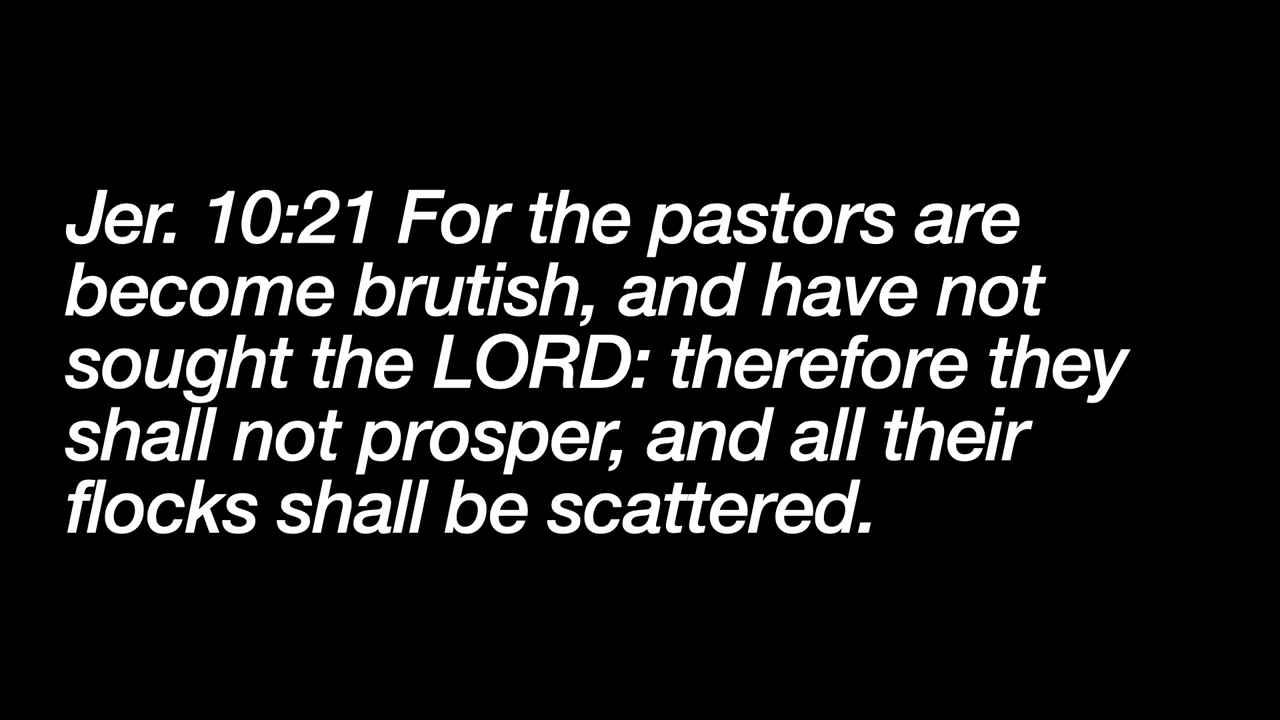 Jer. 10:21 For the pastors are
become brutish, and have not
sought the LORD: therefore they
shall not prosper, and all their
flocks shall be scattered.